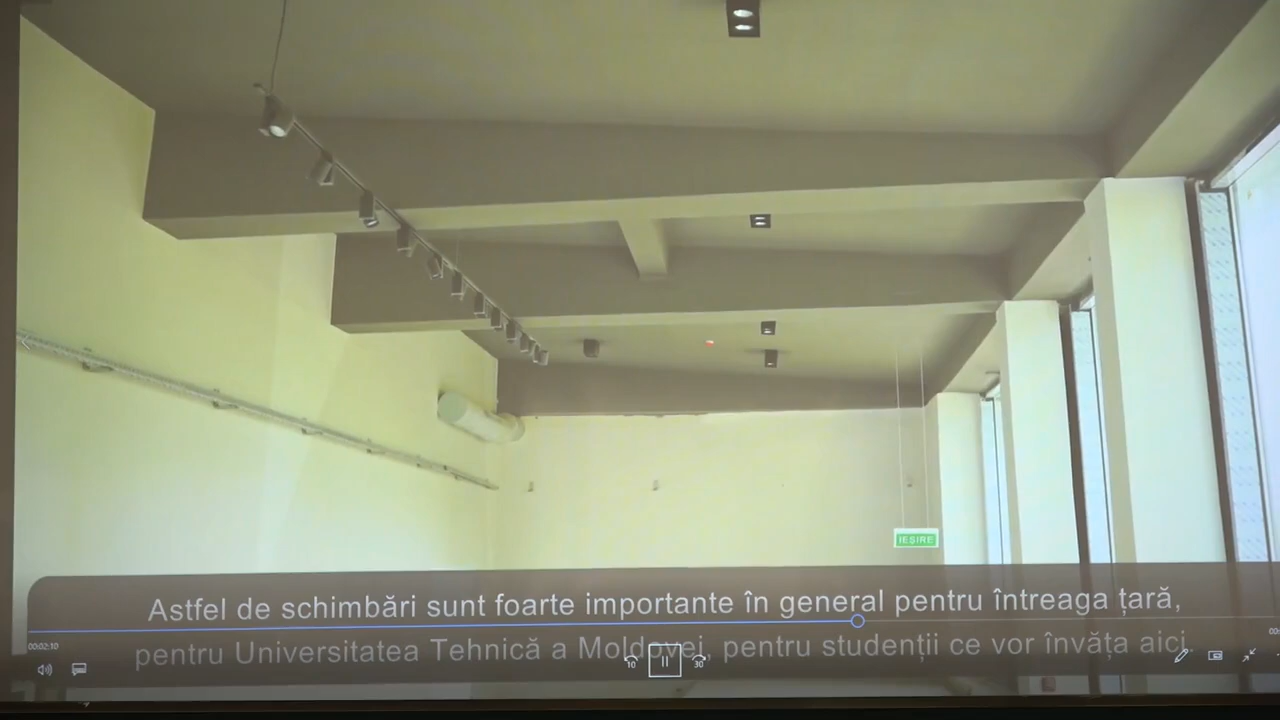 IEȘIRE
Astfel de schimbări sunt foarte importante în general pentru întreaga țară,
00:02:10
pentru Universitatea Tehnică a Moldovei, pentru studenții ce vor învăța aici.
10
30